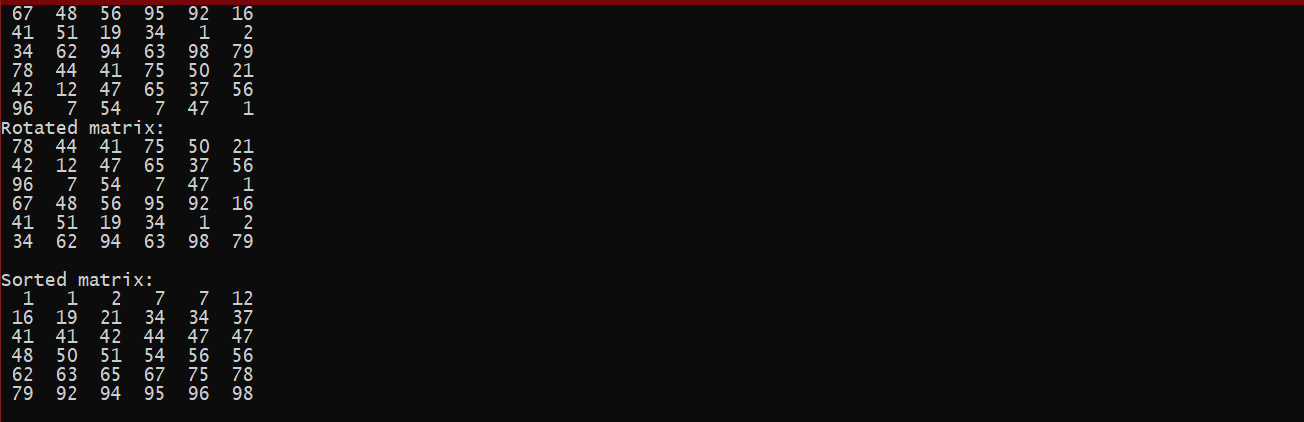 67 48 56 95 92 16
41 51 19 34 1 2
34 62 94 63 98 79
78 44 41 75 50 21
42 12 47 65 37 56
96 7 54 7 47 1
Rotated matrix:
78 44 41 75 50 21
42 12 47 65 37 56
96 7 54 7 47 1
67 48 56 95 92 16
41 51 19 34 1 2
34 62 94 63 98 79
Sorted matrix:
1 1 2 7 7 12
16 19 21 34 34 37
41 41 42 44 47 47
48 50 51 54 56 56
62 63 65 67 75 78
79 92 94 95 96 98